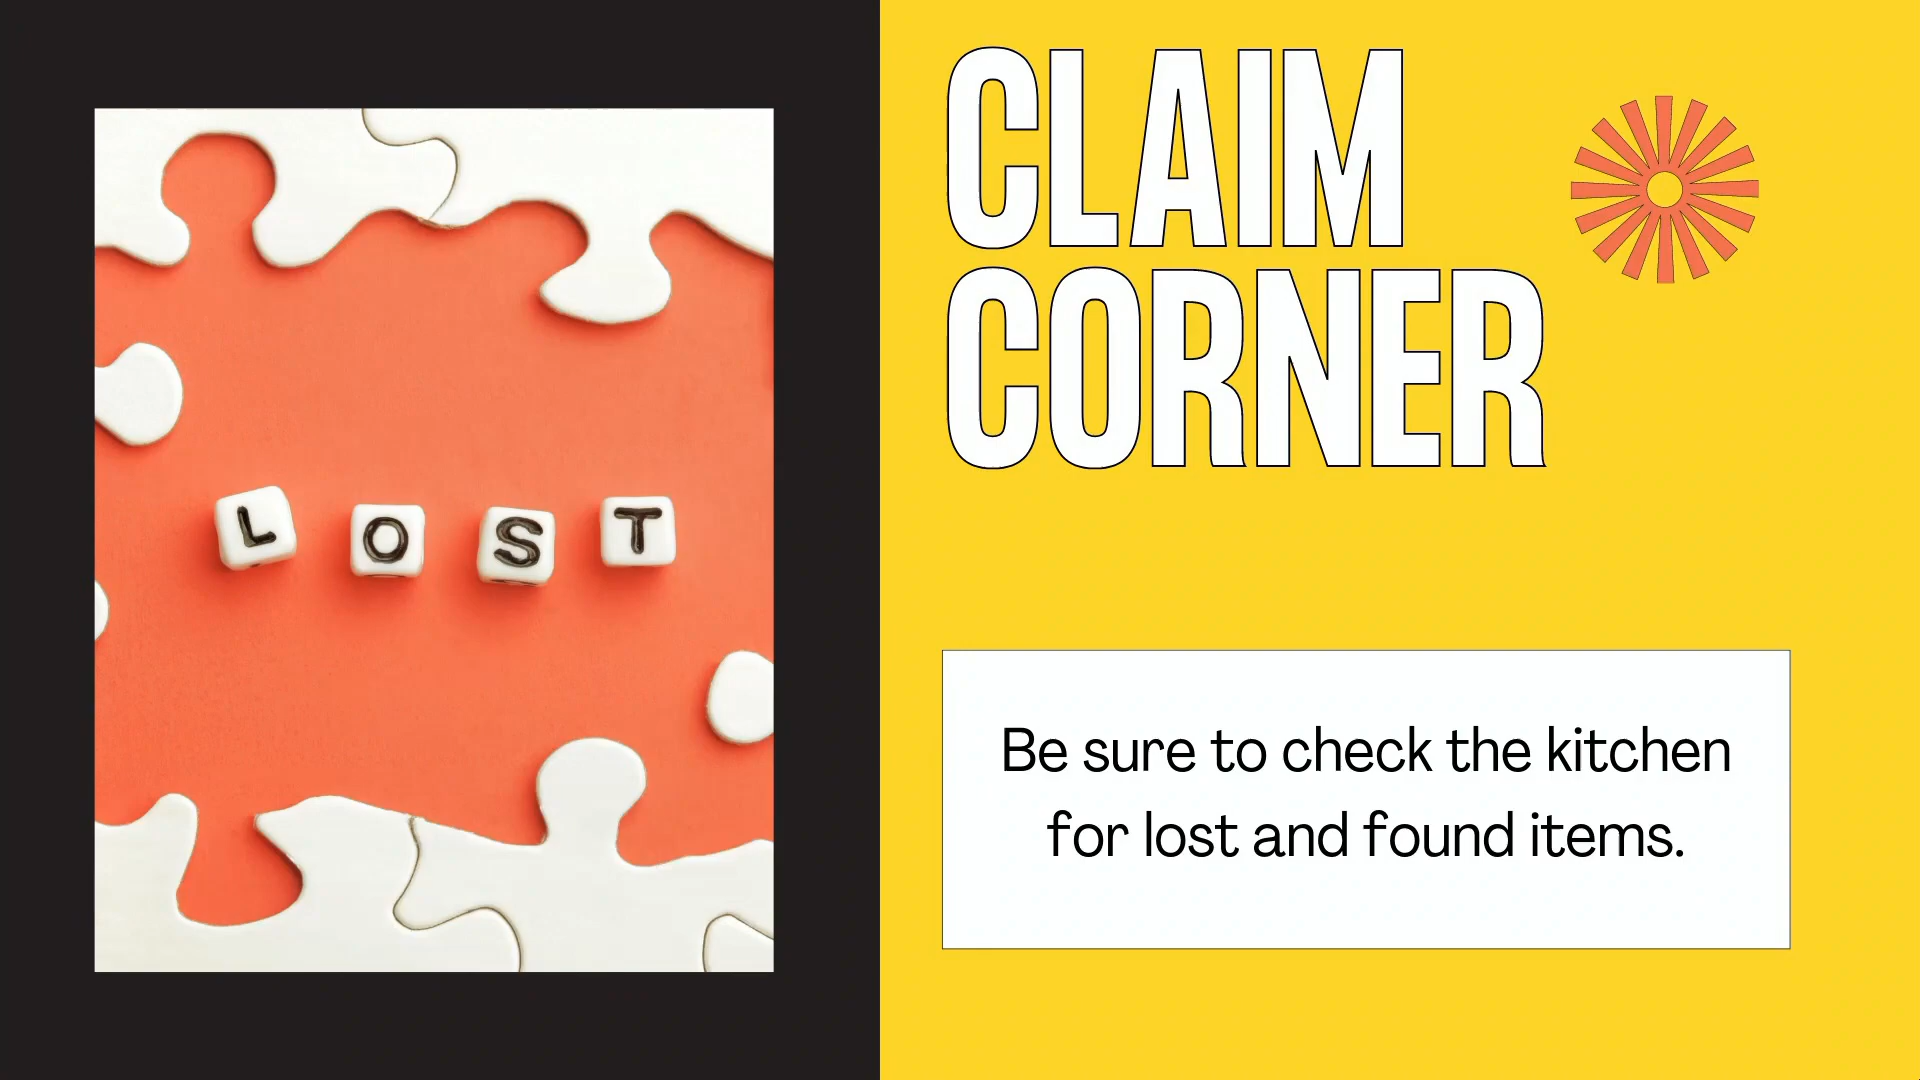 LOST
CLAIM
CORNER
Be sure to check the kitchen
for lost and found items.